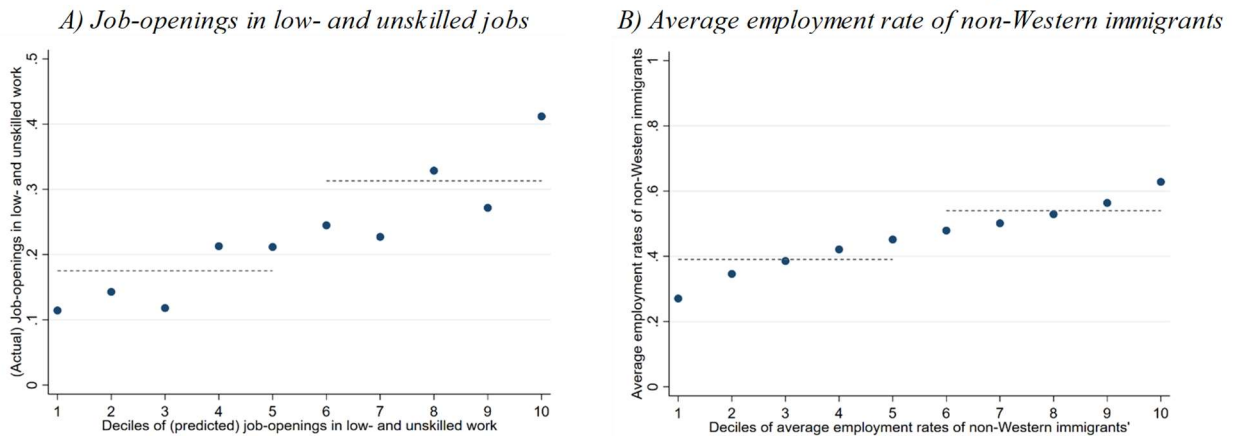 A) Job-openings in low- and unskilled jobs
(Actual) Job-openings in low- and unskilled work
.5
.4
.3
.2
.1
0
1 2 3 4 5 6 7 8 9 10
Deciles of (predicted) job-openings in low- and unskilled work
B) Average employment rate of non-Western immigrants
Average employment rates of non-Western immigrants
1
.8
.6
.4
.2
0
1 2 3 4 5 6 7 8 9 10
Deciles of average employment rates of non-Western immigrants'